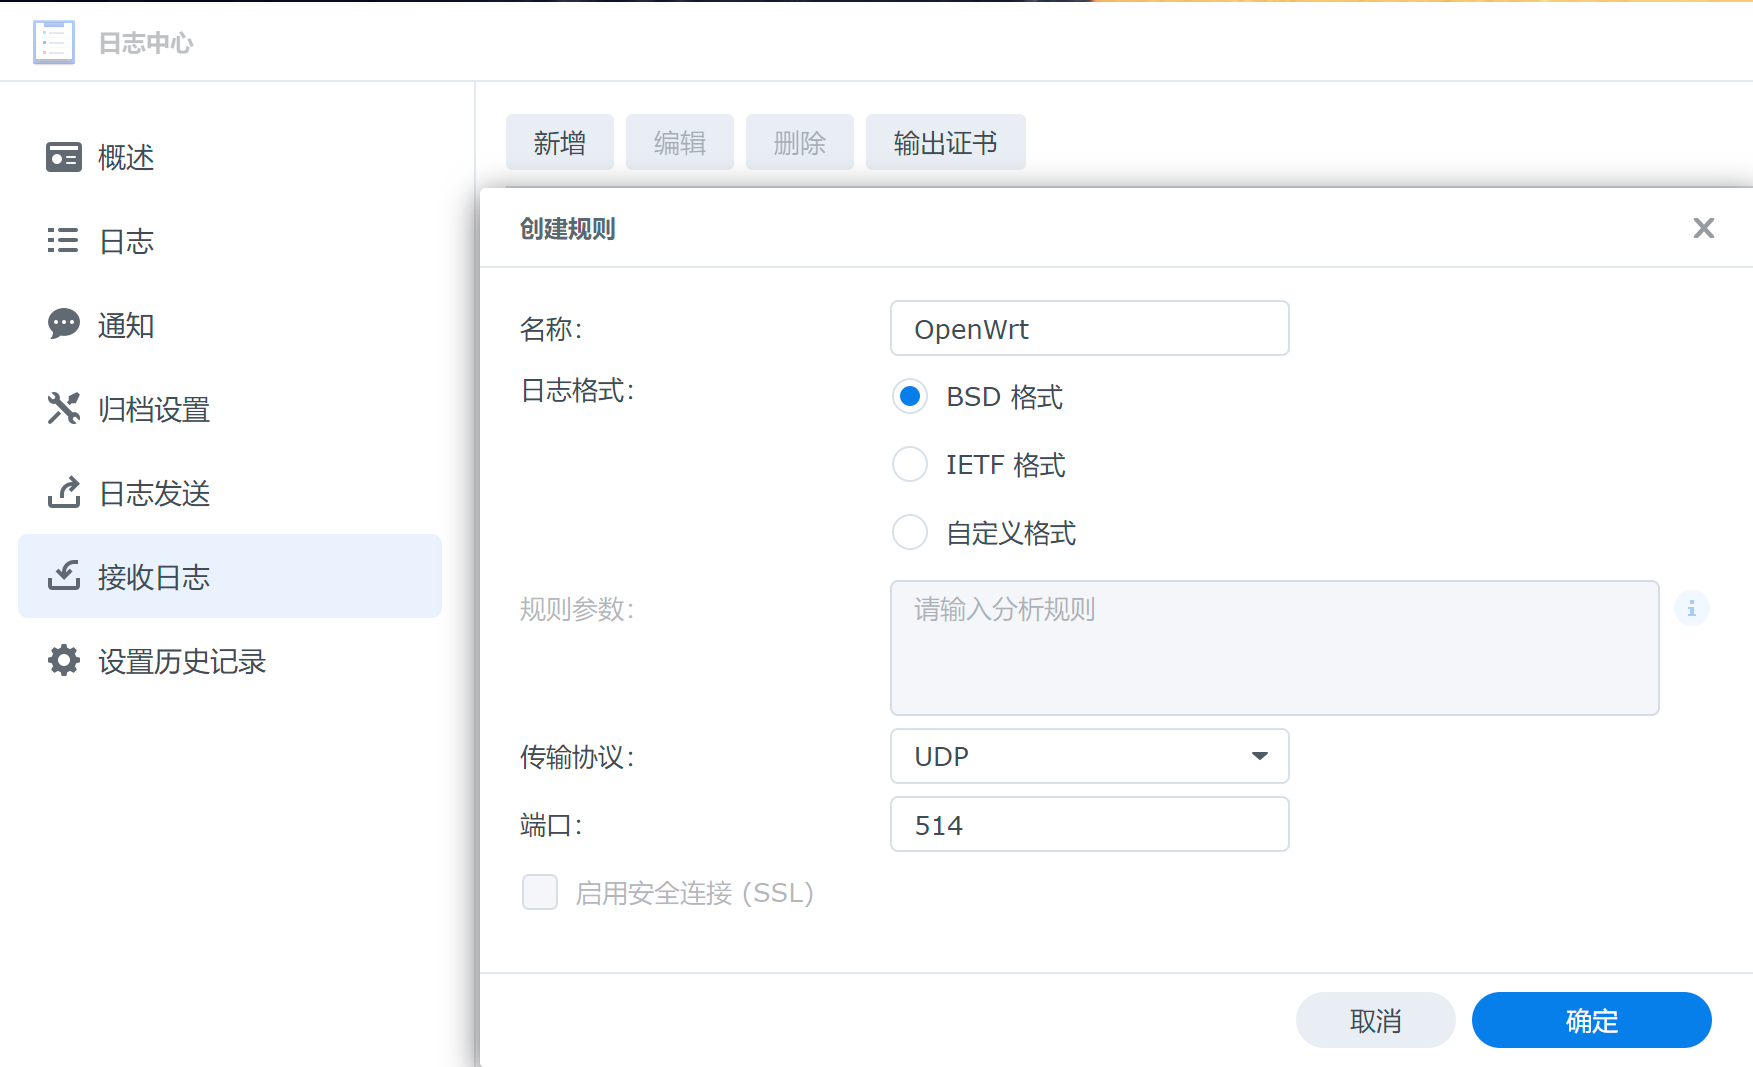 日志中心
概述
日志
通知
归档设置
日志发送
接收日志
设置历史记录
新增 编辑 删除 输出证书
创建规则
名称：
OpenWrt
日志格式：
BSD 格式
IETF 格式
自定义格式
规则参数：
请输入分析规则
传输协议：
UDP
端口：
514
启用安全连接 (SSL)
取消 确定